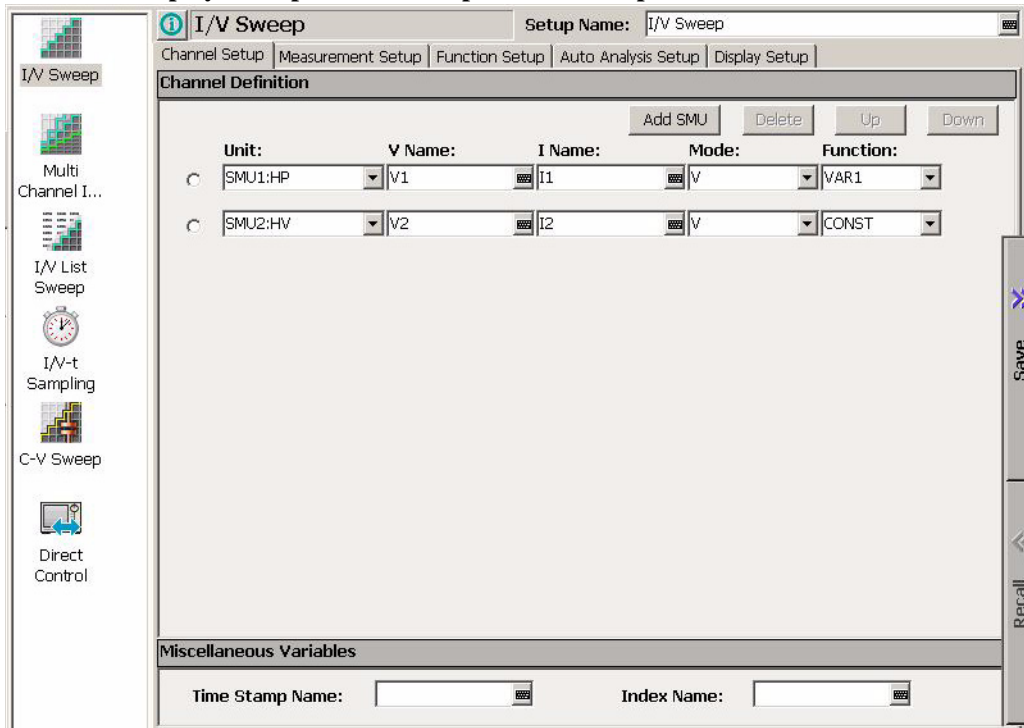 I/V Sweep
Setup Name: I/V Sweep
Channel Setup Measurement Setup Function Setup Auto Analysis Setup Display Setup
Channel Definition
Add SMU Delete Up Down
Unit: V Name: I Name: Mode: Function:
SMU1:HP V1 I1 V VAR1
SMU2:HV V2 I2 V CONST
Miscellaneous Variables
Time Stamp Name: Index Name:
I/V Sweep
Multi
Channel I...
I/V List
Sweep
I/V-t
Sampling
C-V Sweep
Direct
Control
Save
Recall